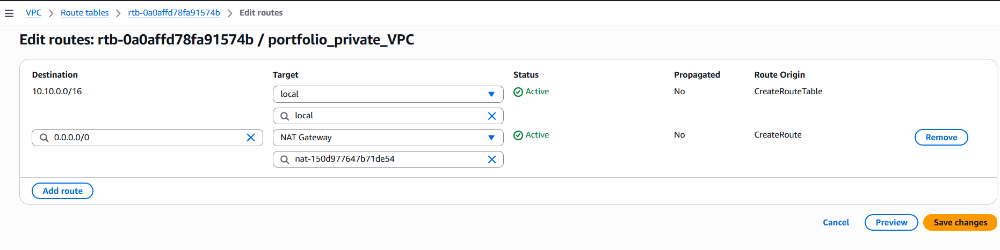 VPC > Route tables > rtb-0a0affd78fa91574b > Edit routes
Edit routes: rtb-0a0affd78fa91574b / portfolio_private_VPC
Destination Target Status Propagated Route Origin
10.10.0.0/16 local Active No CreateRouteTable
local
0.0.0.0/0 NAT Gateway Active No CreateRoute Remove
nat-150d977647b71de54
Add route
Cancel Preview Save changes